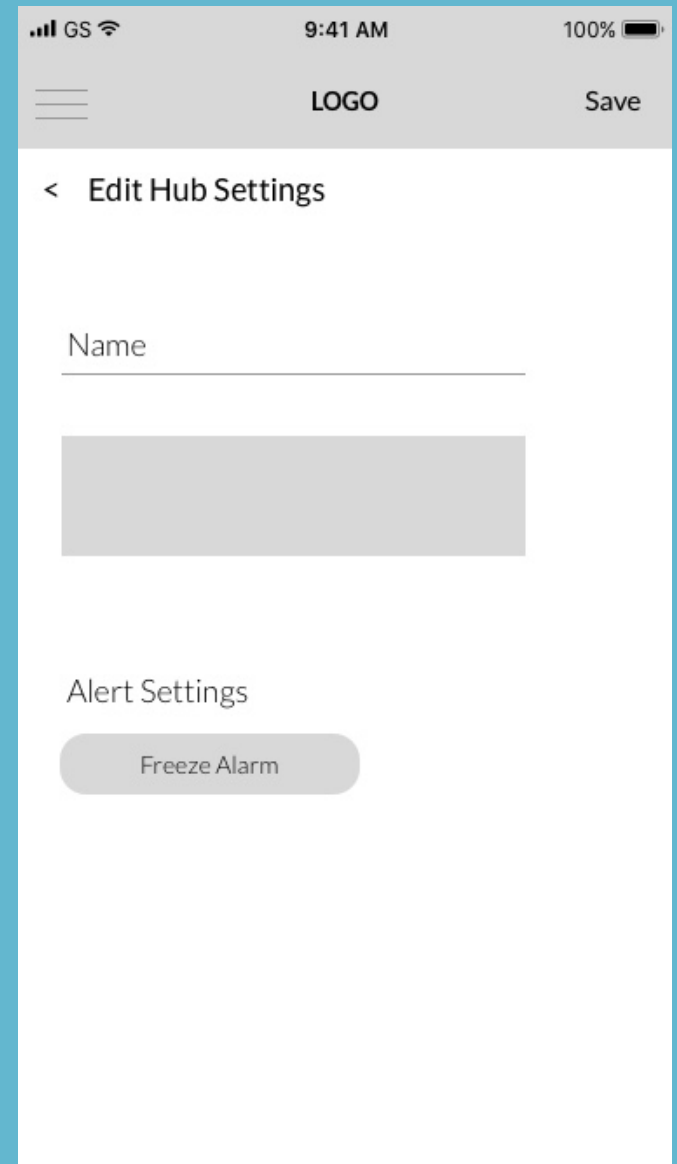 GS 9:41 AM 100%
LOGO Save
< Edit Hub Settings
Name
Alert Settings
Freeze Alarm